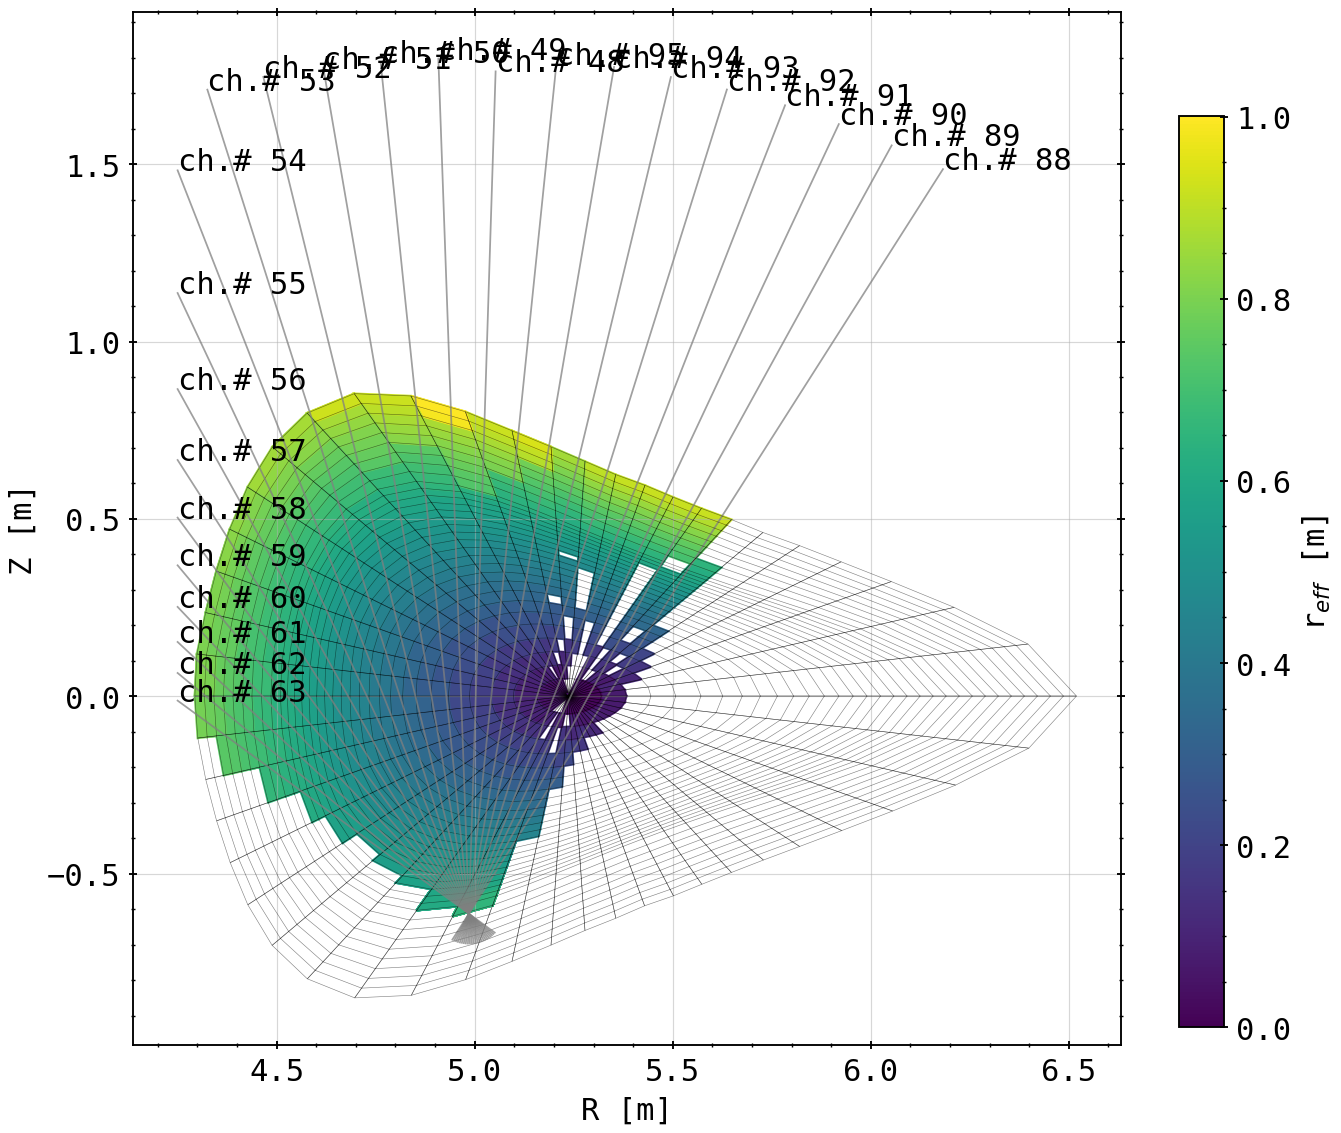 ch.# 53
ch.# 52
ch.# 51
ch.# 50
ch.# 49
ch.# 48
ch.# 95
ch.# 94
ch.# 93
ch.# 92
ch.# 91
ch.# 90
ch.# 89
ch.# 88
ch.# 54
ch.# 55
ch.# 56
ch.# 57
ch.# 58
ch.# 59
ch.# 60
ch.# 61
ch.# 62
ch.# 63
1.5
1.0
0.5
0.0
−0.5
Z [m]
4.5
5.0
5.5
6.0
6.5
R [m]
1.0
0.8
0.6
0.4
0.2
0.0
r_eff [m]